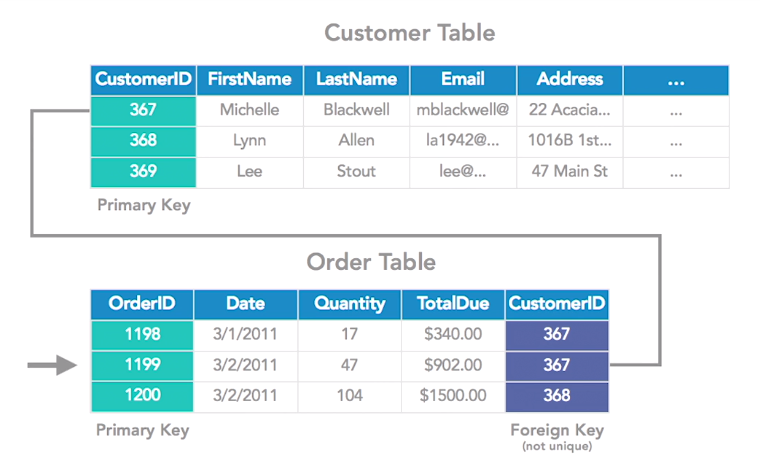 Customer Table
CustomerID FirstName LastName Email Address ...
367 Michelle Blackwell mblackwell@ 22 Acacia... ...
368 Lynn Allen la1942@... 1016B 1st... ...
369 Lee Stout lee@... 47 Main St ...
Primary Key
Order Table
OrderID Date Quantity TotalDue CustomerID
1198 3/1/2011 17 $340.00 367
1199 3/2/2011 47 $902.00 367
1200 3/2/2011 104 $1500.00 368
Primary Key Foreign Key
(not unique)